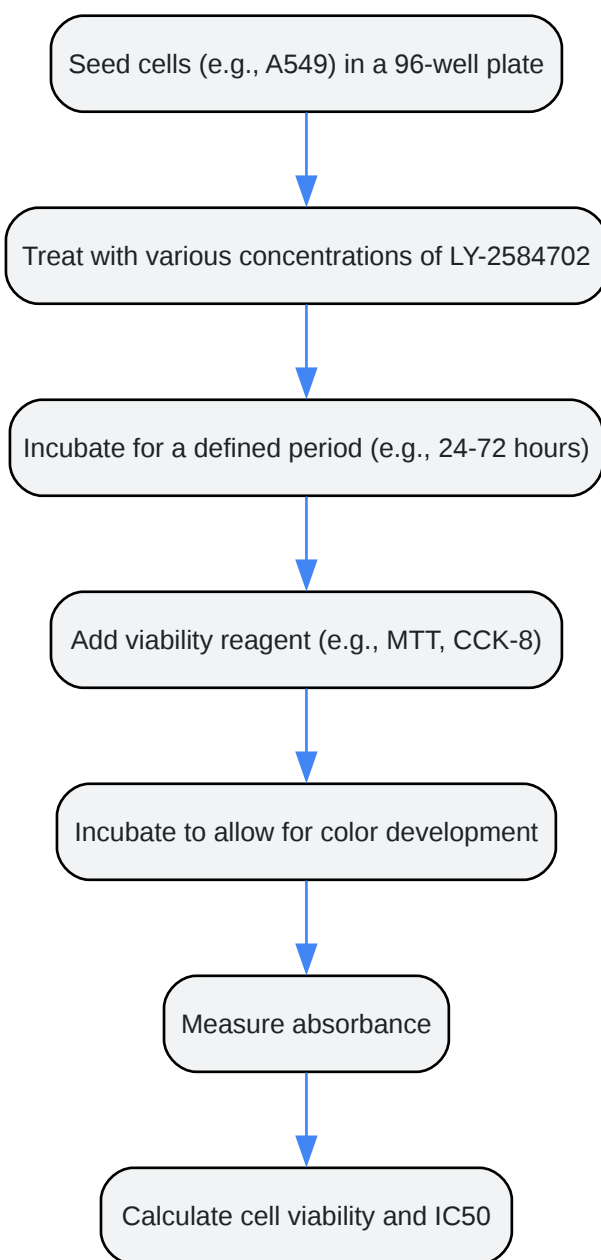 Seed cells (e.g., A549) in a 96-well plate
Treat with various concentrations of LY-2584702
Incubate for a defined period (e.g., 24-72 hours)
Add viability reagent (e.g., MTT, CCK-8)
Incubate to allow for color development
Measure absorbance
Calculate cell viability and IC50